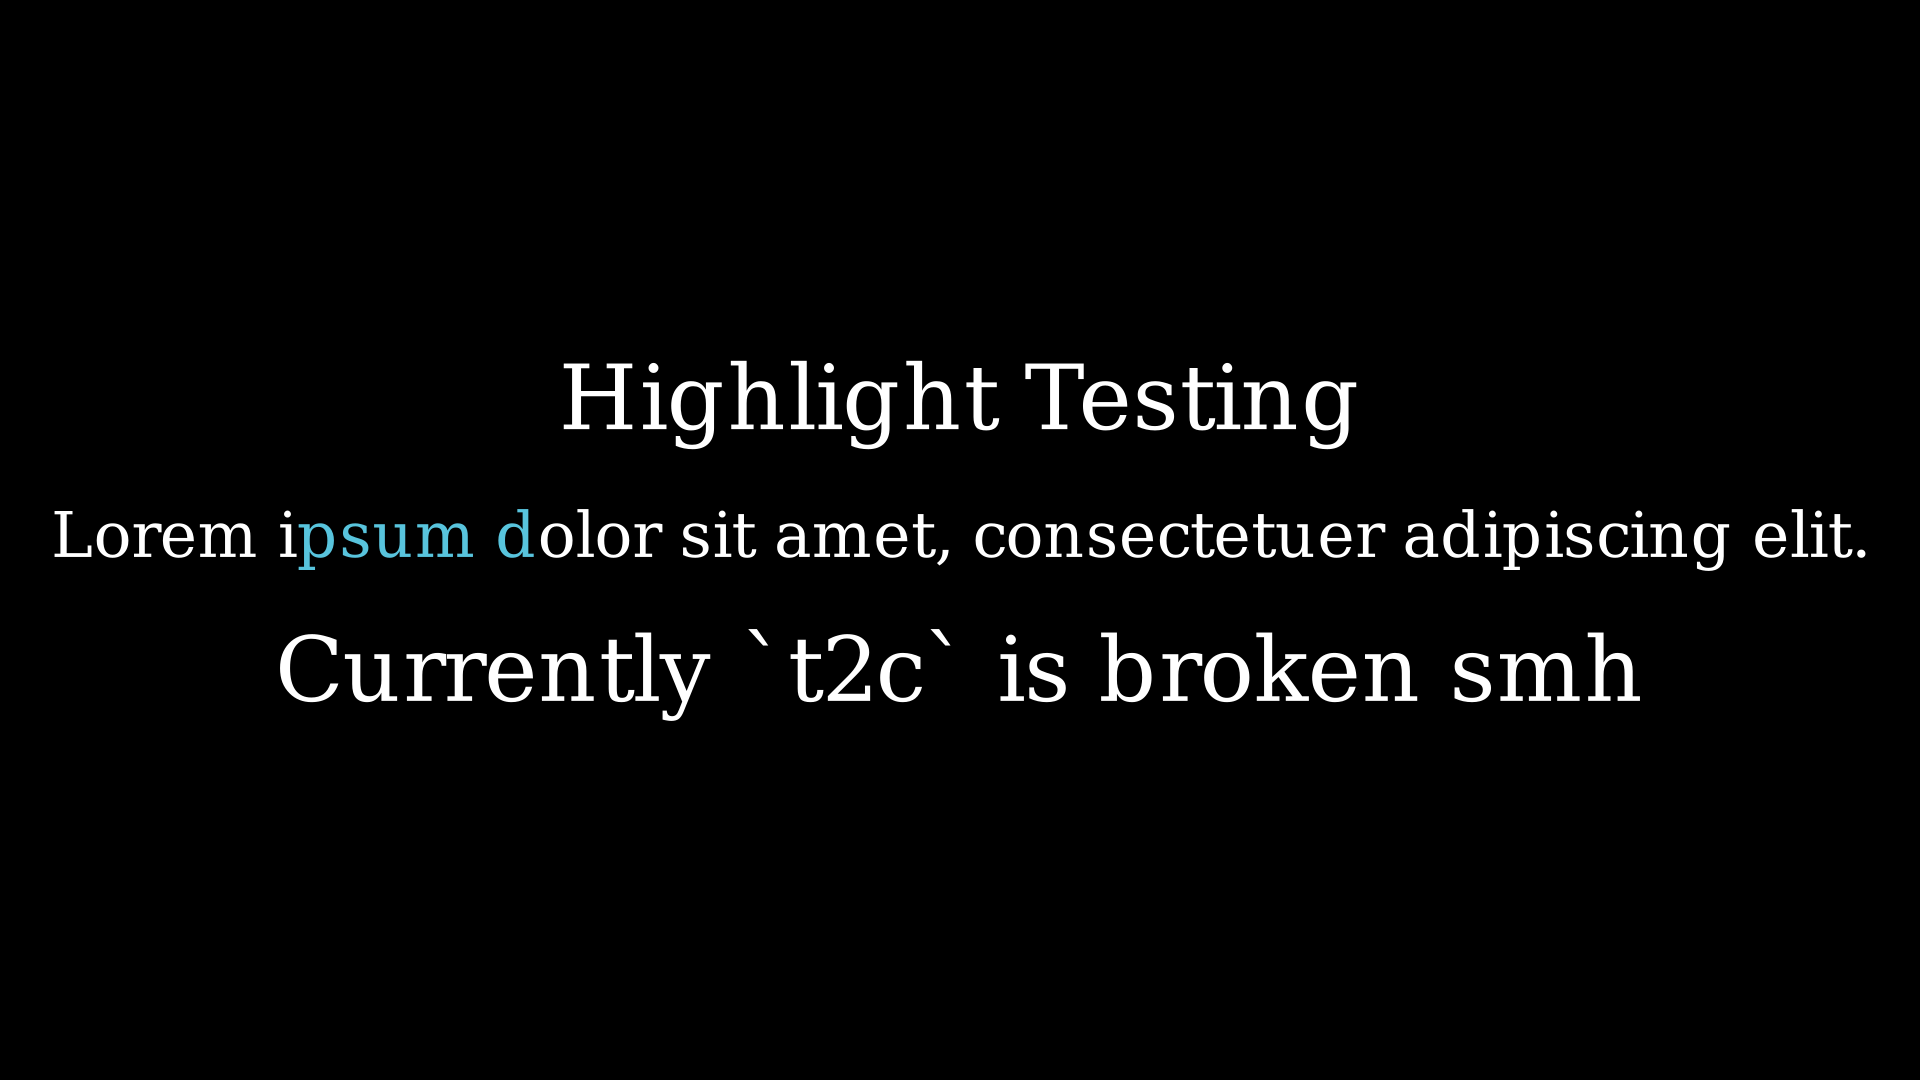 Highlight Testing
Lorem ipsum dolor sit amet, consectetuer adipiscing elit.
Currently `t2c` is broken smh